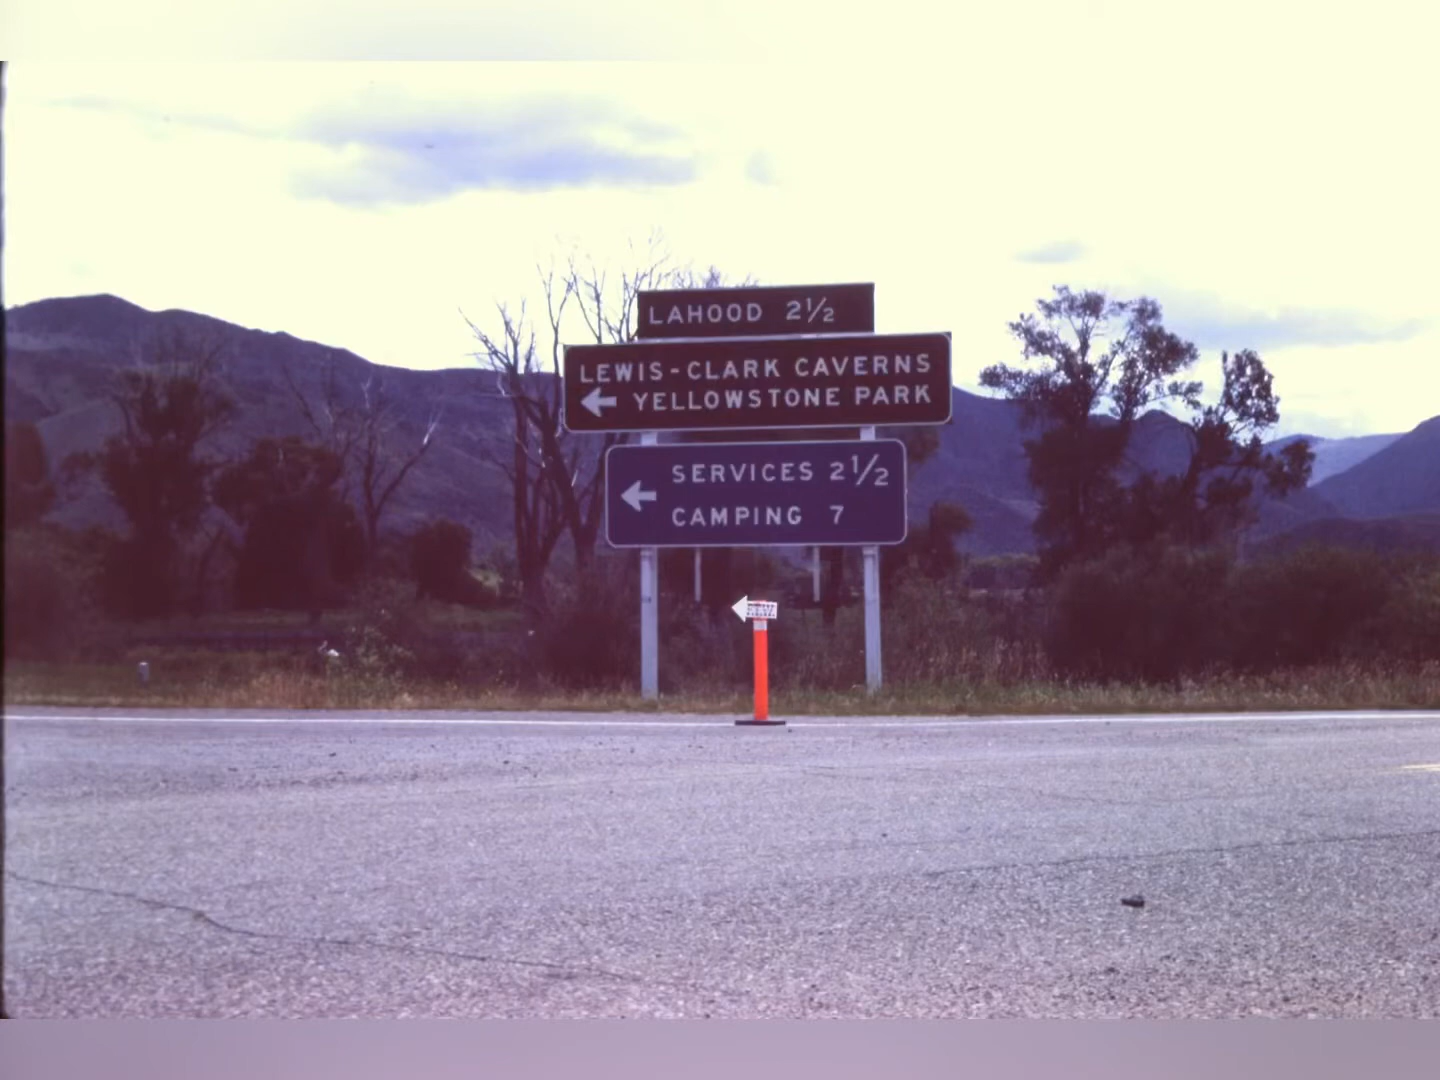 LAHOOD 2½
LEWIS-CLARK CAVERNS
YELLOWSTONE PARK
SERVICES 2½
CAMPING 7